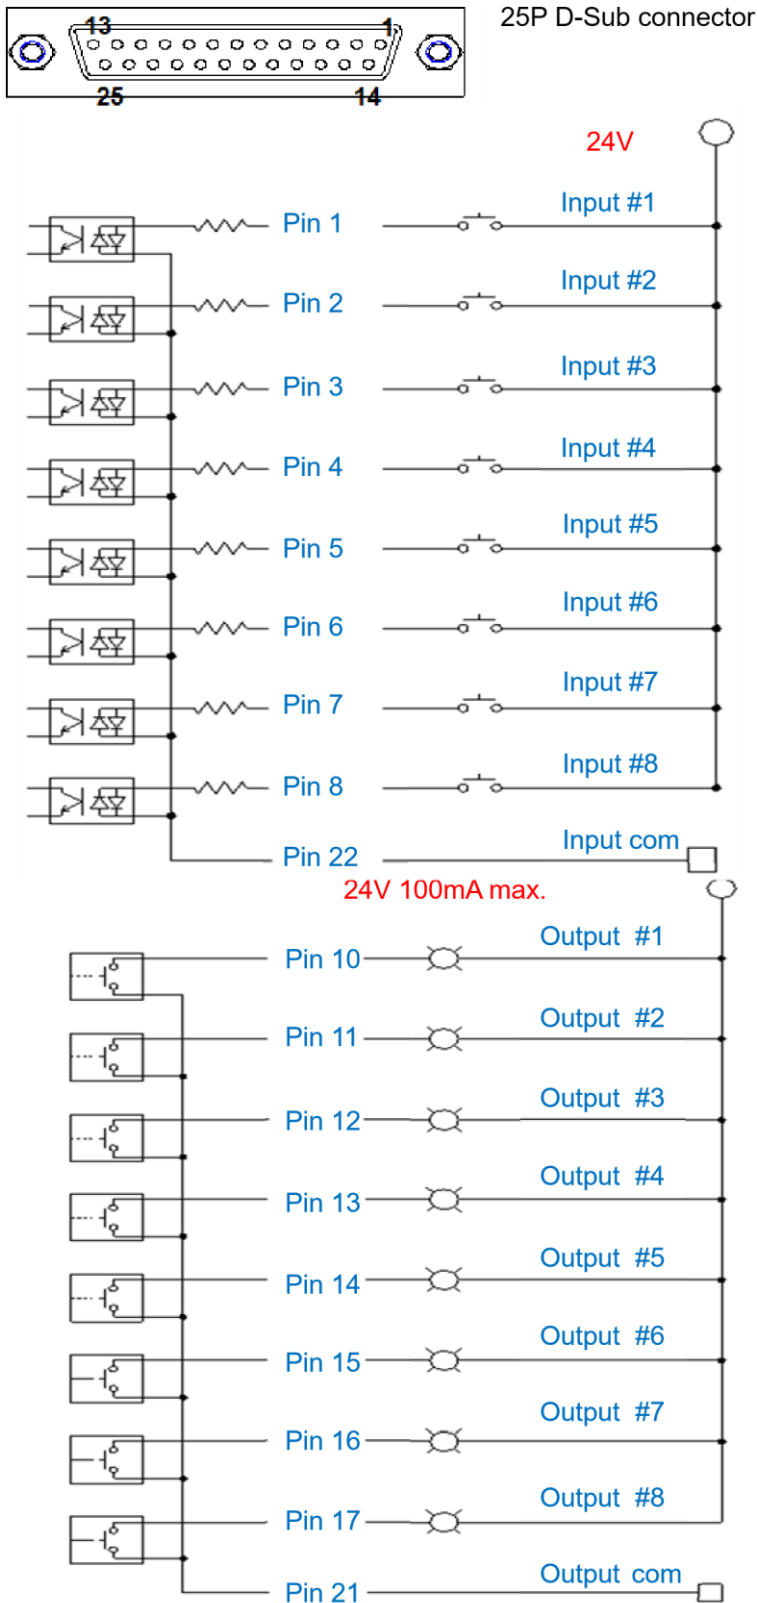 25P D-Sub connector
13 1
25 14
24V
Input #1
Pin 1
Input #2
Pin 2
Input #3
Pin 3
Input #4
Pin 4
Input #5
Pin 5
Input #6
Pin 6
Input #7
Pin 7
Input #8
Pin 8
Input com
Pin 22
24V 100mA max.
Output #1
Pin 10
Output #2
Pin 11
Output #3
Pin 12
Output #4
Pin 13
Output #5
Pin 14
Output #6
Pin 15
Output #7
Pin 16
Output #8
Pin 17
Output com
Pin 21